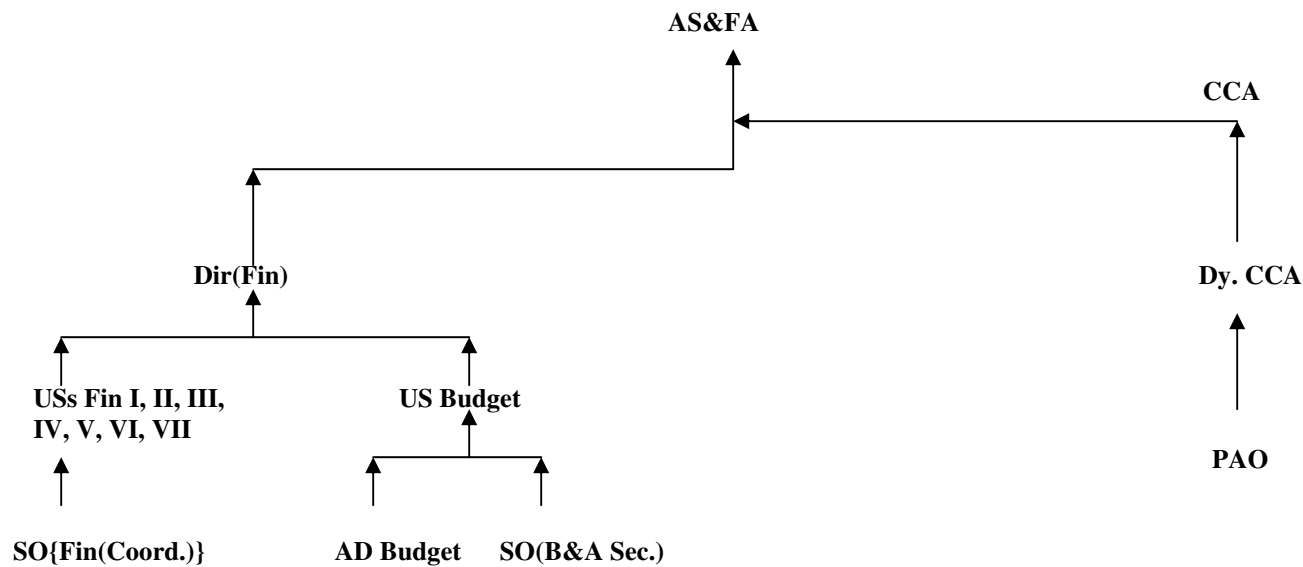 AS&FA
CCA
Dir(Fin)
Dy. CCA
USs Fin I, II, III,
IV, V, VI, VII
US Budget
PAO
SO{Fin(Coord.)}
AD Budget
SO(B&A Sec.)